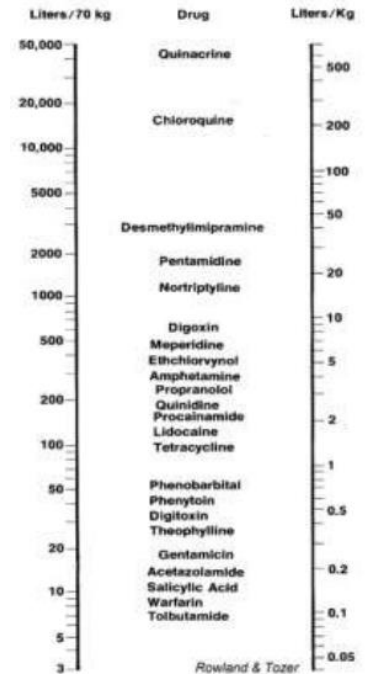 Liters/70 kg Drug Liters/Kg
50,000 Quinacrine
500
20,000
Chloroquine 200
10,000
100
5000
50
Desmethylimipramine
2000 Pentamidine
20
Nortriptyline
1000
10
Digoxin
500 Meperidine
Ethchlorvynol 5
Amphetamine
Propranolol
200 Quinidine
Procainamide 2
Lidocaine
100 Tetracycline
1
50 Phenobarbital
Phenytoin 0.5
Digitoxin
Theophylline
20 Gentamicin
Acetazolamide 0.2
10 Salicylic Acid
Warfarin 0.1
Tolbutamide
5
0.05
3 Rowland & Tozer